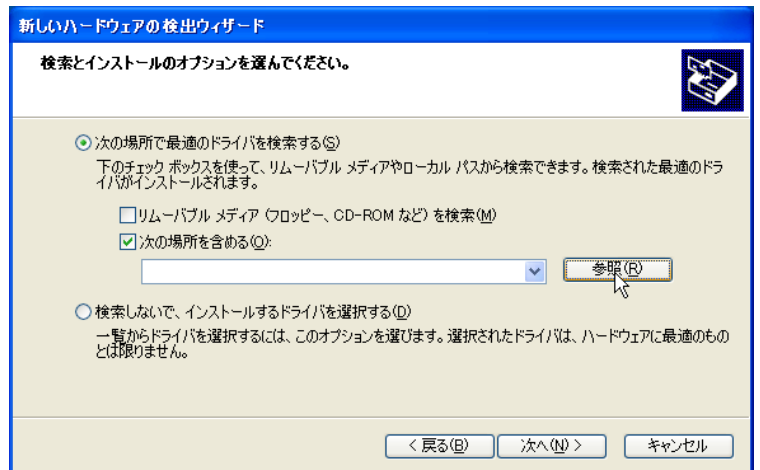 新しいハードウェアの検出ウィザード
検索とインストールのオプションを選んでください。
次の場所で最適のドライバを検索する(S)
下のチェック ボックスを使って、リムーバブル メディアやローカル パスから検索できます。検索された最適のドラ
イバがインストールされます。
リムーバブル メディア (フロッピー、CD-ROM など) を検索(M)
次の場所を含める(O):
参照(R)
検索しないで、インストールするドライバを選択する(D)
一覧からドライバを選択するには、このオプションを選びます。選択されたドライバは、ハードウェアに最適のもの
とは限りません。
< 戻る(B) 次へ(N) > キャンセル